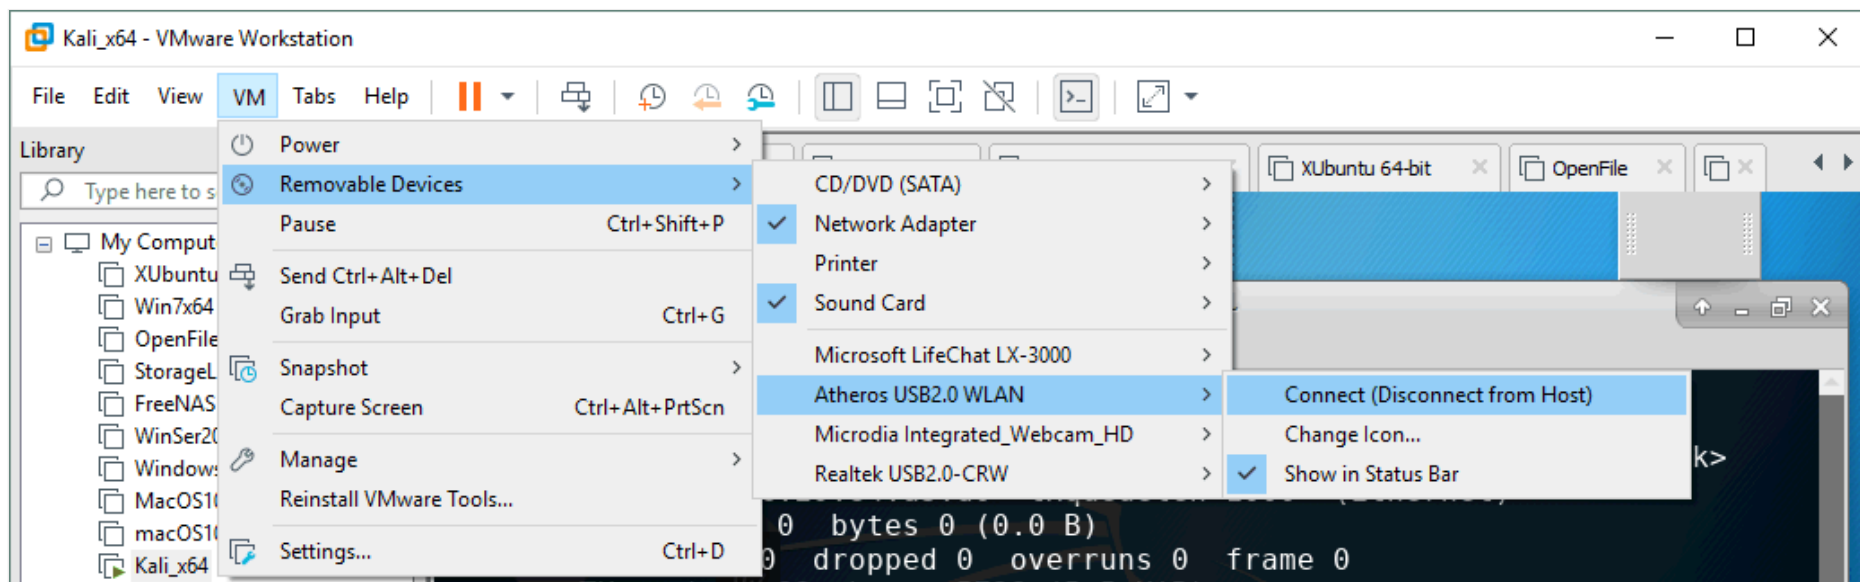 Kali_x64 - VMware Workstation
File Edit View VM Tabs Help
Library
Type here to s
My Comput
XUbuntu
Win7x64
OpenFile
StorageL
FreeNAS
WinSer20
Windows
MacOS10
macOS10
Kali_x64
Power
Removable Devices
Pause Ctrl+Shift+P
Send Ctrl+Alt+Del
Grab Input Ctrl+G
Snapshot
Capture Screen Ctrl+Alt+PrtScn
Manage
Reinstall VMware Tools...
Settings... Ctrl+D
CD/DVD (SATA)
Network Adapter
Printer
Sound Card
Microsoft LifeChat LX-3000
Atheros USB2.0 WLAN
Microdia Integrated_Webcam_HD
Realtek USB2.0-CRW
Connect (Disconnect from Host)
Change Icon...
Show in Status Bar
XUbuntu 64-bit OpenFile
k>
0 bytes 0 (0.0 B)
0 dropped 0 overruns 0 frame 0